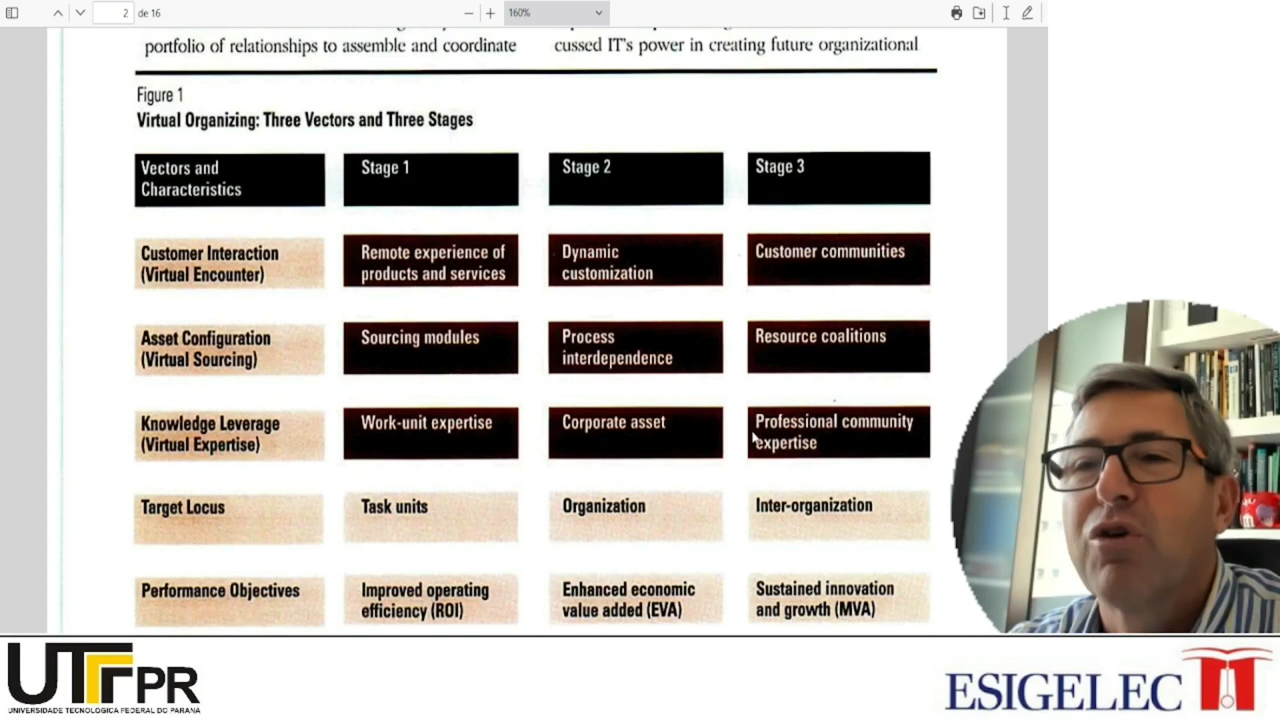 2 de 16
160%
portfolio of relationships to assemble and coordinate
cussed IT's power in creating future organizational
Figure 1
Virtual Organizing: Three Vectors and Three Stages
Vectors and
Characteristics
Stage 1
Stage 2
Stage 3
Customer Interaction
(Virtual Encounter)
Remote experience of
products and services
Dynamic
customization
Customer communities
Asset Configuration
(Virtual Sourcing)
Sourcing modules
Process
interdependence
Resource coalitions
Knowledge Leverage
(Virtual Expertise)
Work-unit expertise
Corporate asset
Professional community
expertise
Target Locus
Task units
Organization
Inter-organization
Performance Objectives
Improved operating
efficiency (ROI)
Enhanced economic
value added (EVA)
Sustained innovation
and growth (MVA)
UTFPR
UNIVERSIDADE TECNOLÓGICA FEDERAL DO PARANÁ
ESIGELEC